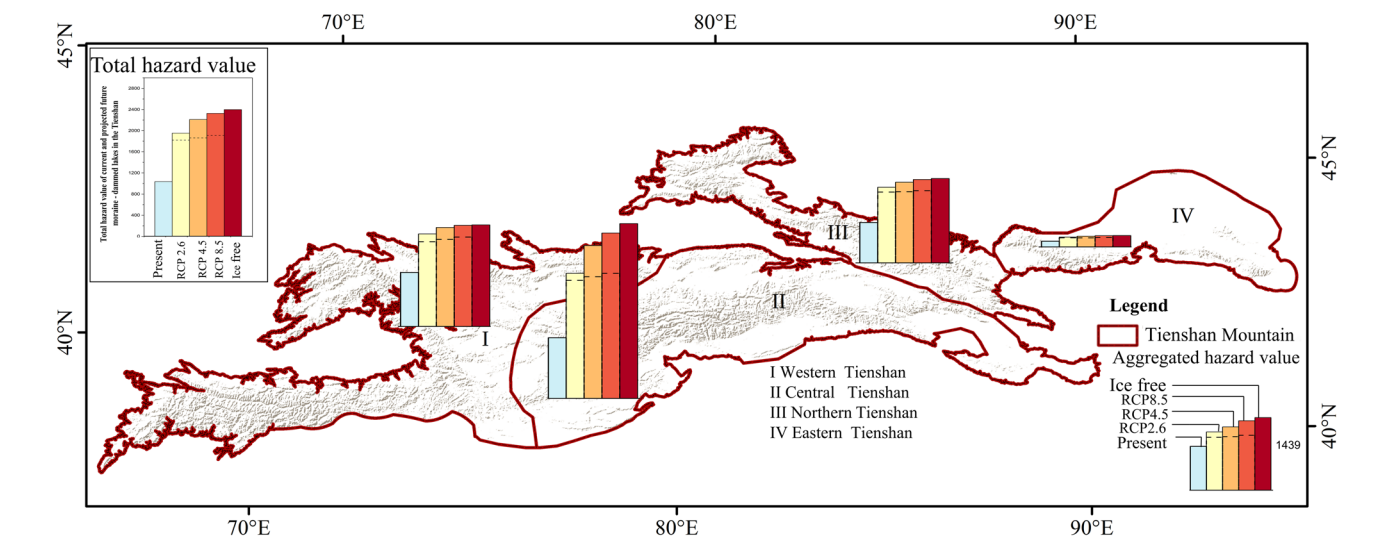 70°E 80°E 90°E
45°N
Total hazard value
Total hazard value of current and projected future
moraine - dammed lakes in the Tienshan
2800
2400
2000
1600
1200
800
400
0
Present
RCP 2.6
RCP 4.5
RCP 8.5
Ice free
45°N
IV
III
II
I
40°N
Legend
Tienshan Mountain
Aggregated hazard value
I Western Tienshan
II Central Tienshan
III Northern Tienshan
IV Eastern Tienshan
Ice free
RCP8.5
RCP4.5
RCP2.6
Present
1439
40°N
70°E 80°E 90°E